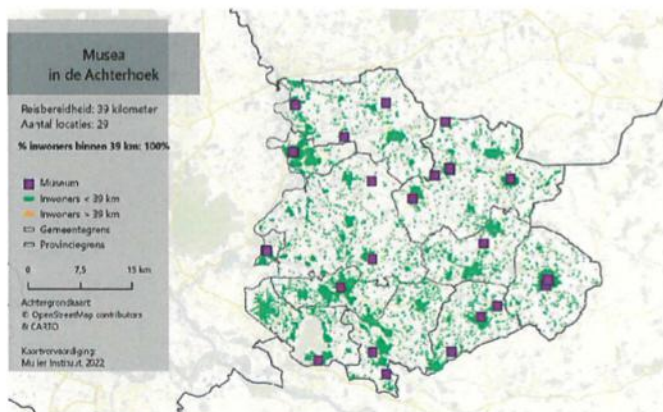 Musea
in de Achterhoek
Reisbereidheid: 39 kilometer
Aantal locaties: 29
% inwoners binnen 39 km: 100%
Museum
Inwoners < 39 km
Inwoners > 39 km
Gemeentegrens
Provinciegrens
0 7,5 15 km
Achtergrondkaart:
© OpenStreetMap contributors
& CARTO
Kaartvervaardiging:
Mulier Instituut, 2022